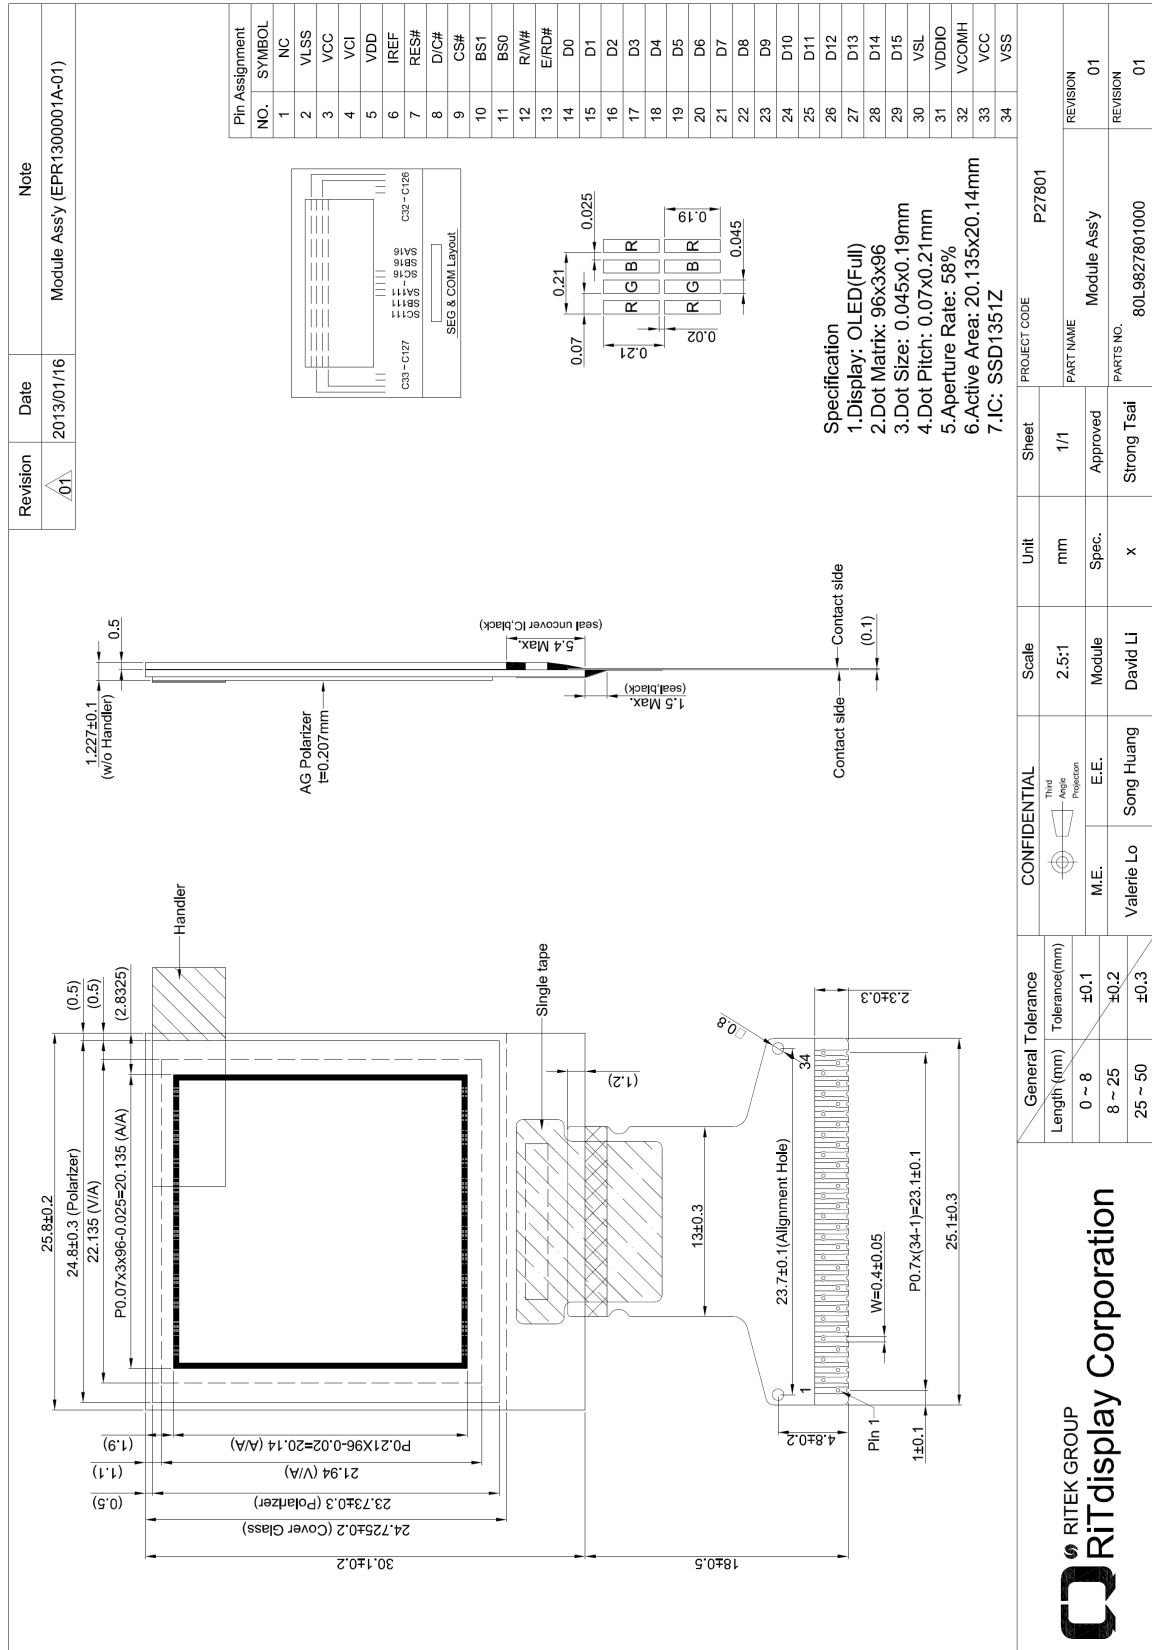 Revision Date Note
01 2013/01/16 Module Ass'y (EPR1300001A-01)
25.8±0.2
24.8±0.3 (Polarizer)
22.135 (V/A)
P0.07x3x96-0.025=20.135 (A/A)
(0.5)
(0.5)
(2.8325)
Handler
(0.5)
(1.1)
(1.9)
P0.21X96-0.02=20.14 (A/A)
21.94 (V/A)
23.73±0.3 (Polarizer)
24.725±0.2 (Cover Glass)
30.1±0.2
18±0.5
Single tape
(1.2)
13±0.3
0.8
23.7±0.1(Alignment Hole)
2.3±0.3
1
34
4.8±0.2
Pin 1
W=0.4±0.05
P0.7x(34-1)=23.1±0.1
1±0.1
25.1±0.3
1.227±0.1
(w/o Handler)
0.5
AG Polarizer
t=0.207mm
5.4 Max.
(seal uncover IC,black)
1.5 Max.
(seal,black)
Contact side
Contact side
(0.1)
C33 ~ C127
SC111
SB111
SA111
~
SC16
SB16
SA16
C32 ~ C126
SEG & COM Layout
0.21
0.07
0.025
R G B R
R G B R
0.21
0.02
0.19
0.045
Specification
1.Display: OLED(Full)
2.Dot Matrix: 96x3x96
3.Dot Size: 0.045x0.19mm
4.Dot Pitch: 0.07x0.21mm
5.Aperture Rate: 58%
6.Active Area: 20.135x20.14mm
7.IC: SSD1351Z
Pin Assignment
NO. SYMBOL
1 NC
2 VLSS
3 VCC
4 VCI
5 VDD
6 IREF
7 RES#
8 D/C#
9 CS#
10 BS1
11 BS0
12 R/W#
13 E/RD#
14 D0
15 D1
16 D2
17 D3
18 D4
19 D5
20 D6
21 D7
22 D8
23 D9
24 D10
25 D11
26 D12
27 D13
28 D14
29 D15
30 VSL
31 VDDIO
32 VCOMH
33 VCC
34 VSS
RITEK GROUP
RiTdisplay Corporation
General Tolerance
Length (mm) Tolerance(mm)
0 ~ 8 ±0.1
8 ~ 25 ±0.2
25 ~ 50 ±0.3
CONFIDENTIAL
Third
Angle
Projection
M.E. E.E.
Valerie Lo Song Huang
Scale Unit Sheet
2.5:1 mm 1/1
Module Spec. Approved
David Li x Strong Tsai
PROJECT CODE
P27801
PART NAME
Module Ass'y
REVISION
01
PARTS NO.
80L9827801000
REVISION
01